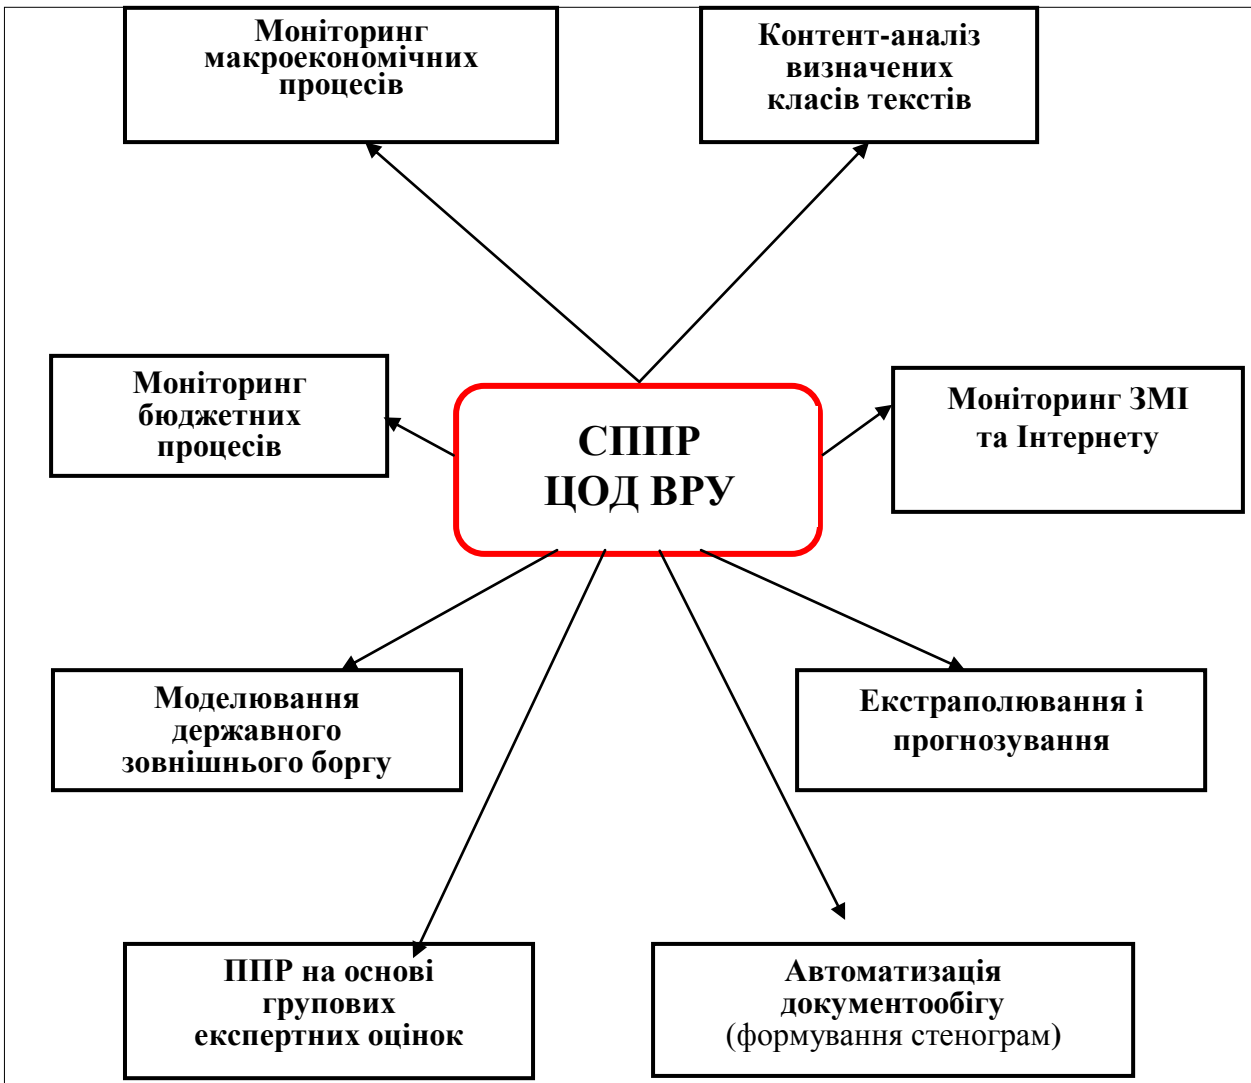 Моніторинг
макроекономічних
процесів
Контент-аналіз
визначених
класів текстів
Моніторинг
бюджетних
процесів
СППР
ЦОД ВРУ
Моніторинг ЗМІ
та Інтернету
Моделювання
державного
зовнішнього боргу
Екстраполювання і
прогнозування
ППР на основі
групових
експертних оцінок
Автоматизація
документообігу
(формування стенограм)